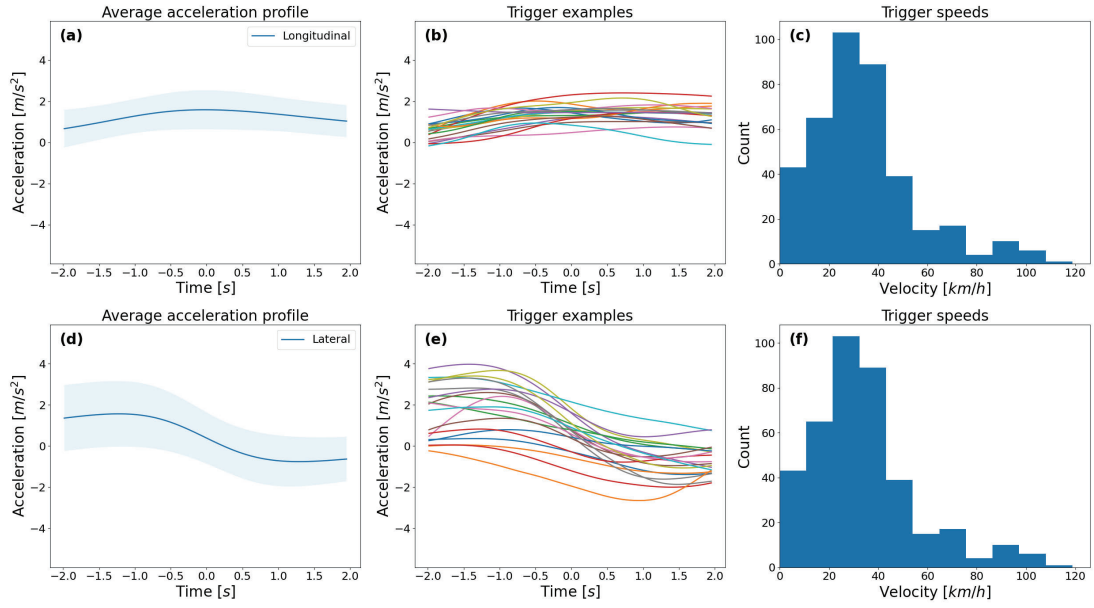 Average acceleration profile
(a)
Longitudinal
Acceleration [m/s²]
4
2
0
−2
−4
−2.0 −1.5 −1.0 −0.5 0.0 0.5 1.0 1.5 2.0
Time [s]
Trigger examples
(b)
Acceleration [m/s²]
4
2
0
−2
−4
−2.0 −1.5 −1.0 −0.5 0.0 0.5 1.0 1.5 2.0
Time [s]
Trigger speeds
(c)
Count
100
80
60
40
20
0
0 20 40 60 80 100 120
Velocity [km/h]
Average acceleration profile
(d)
Lateral
Acceleration [m/s²]
4
2
0
−2
−4
−2.0 −1.5 −1.0 −0.5 0.0 0.5 1.0 1.5 2.0
Time [s]
Trigger examples
(e)
Acceleration [m/s²]
4
2
0
−2
−4
−2.0 −1.5 −1.0 −0.5 0.0 0.5 1.0 1.5 2.0
Time [s]
Trigger speeds
(f)
Count
100
80
60
40
20
0
0 20 40 60 80 100 120
Velocity [km/h]